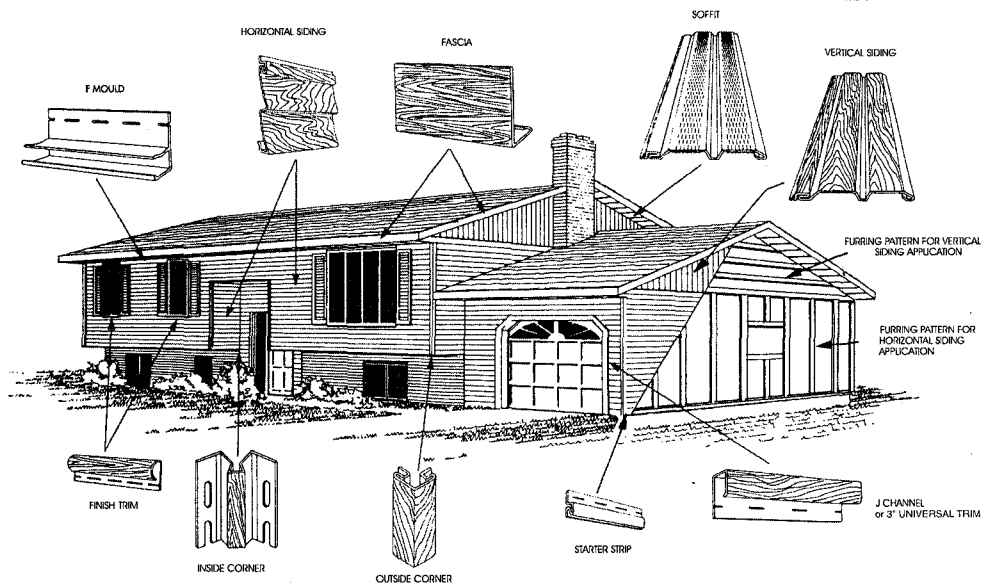 SOFFIT
HORIZONTAL SIDING
FASCIA
VERTICAL SIDING
F MOULD
FURRING PATTERN FOR VERTICAL
SIDING APPLICATION
FURRING PATTERN FOR
HORIZONTAL SIDING
APPLICATION
FINISH TRIM
J CHANNEL
or 3" UNIVERSAL TRIM
STARTER STRIP
INSIDE CORNER
OUTSIDE CORNER